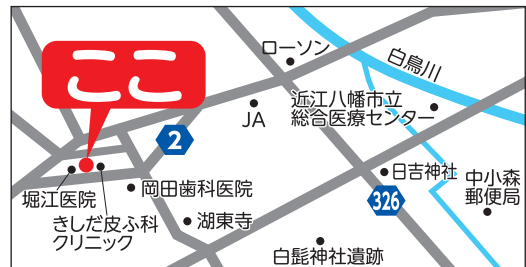 ローソン
白鳥川
ここ
近江八幡市立
総合医療センター
JA
2
堀江医院
きしだ皮ふ科
クリニック
岡田歯科医院
湖東寺
日吉神社
326
中小森
郵便局
白髭神社遺跡